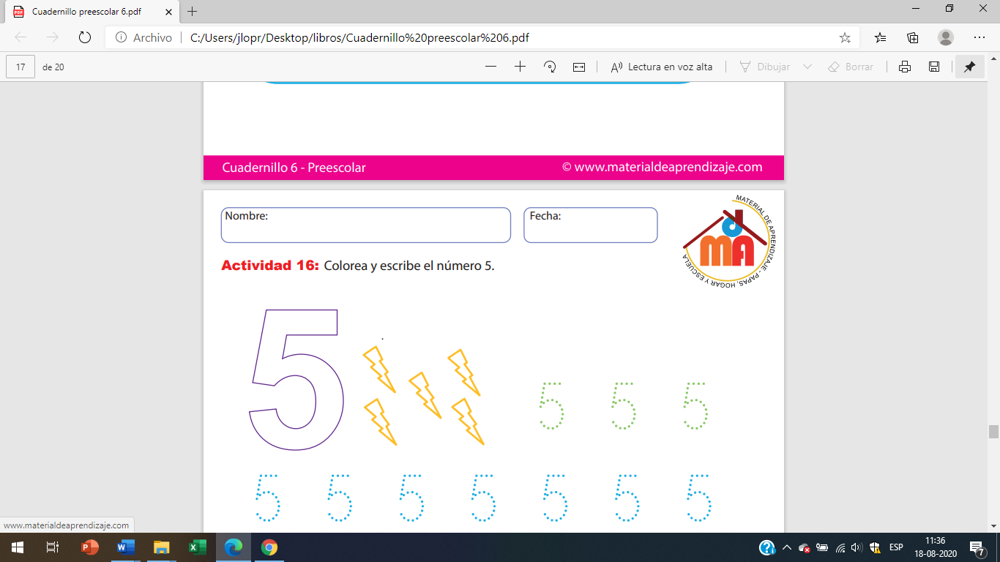 Cuadernillo preescolar 6.pdf
Archivo C:/Users/jlopr/Desktop/libros/Cuadernillo%20preescolar%206.pdf
17 de 20 Lectura en voz alta Dibujar Borrar
Cuadernillo 6 - Preescolar © www.materialdeaprendizaje.com
Nombre: Fecha:
MATERIAL DE APRENDIZAJE - PAPAS, HOGAR Y ESCUELA
dmA
Actividad 16: Colorea y escribe el número 5.
5
5 5 5
5 5 5 5 5 5 5
www.materialdeaprendizaje.com
ESP 11:36
18-08-2020 7